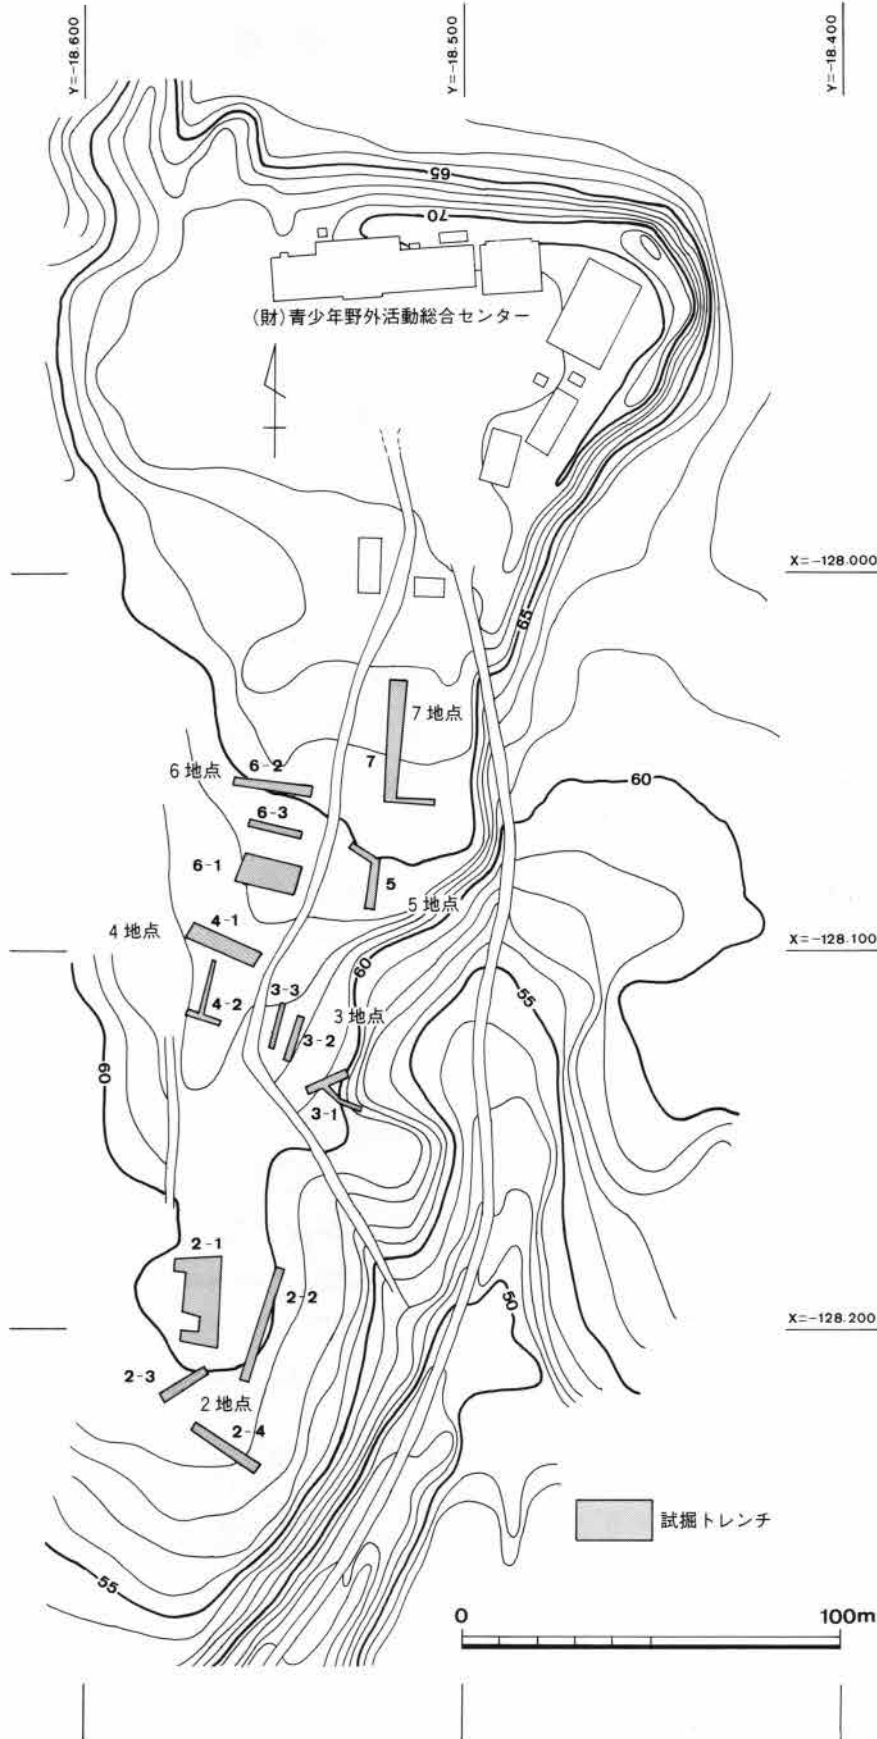 Y=-18.600
Y=-18.500
Y=-18.400
65
70
(財)青少年野外活動総合センター
X=-128.000
65
7地点
6地点
6-2
7
60
6-3
6-1
5
5地点
4-1
4地点
X=-128.100
60
55
3-3
4-2
3地点
3-2
60
3-1
2-1
2-2
50
X=-128.200
2-3
2地点
2-4
試掘トレンチ
55
0
100m